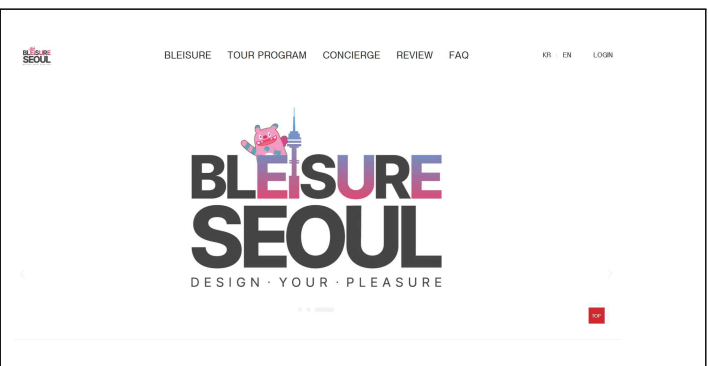 BLEISURE
SEOUL
BLEISURE TOUR PROGRAM CONCIERGE REVIEW FAQ
KR EN LOGIN
BLEISURE
SEOUL
DESIGN · YOUR · PLEASURE
TOP